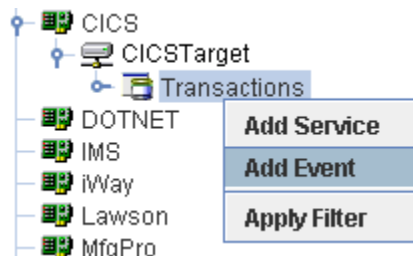 CICS
CICSTarget
Transactions
DOTNET
IMS
iWay
Lawson
MfgPro
Add Service
Add Event
Apply Filter